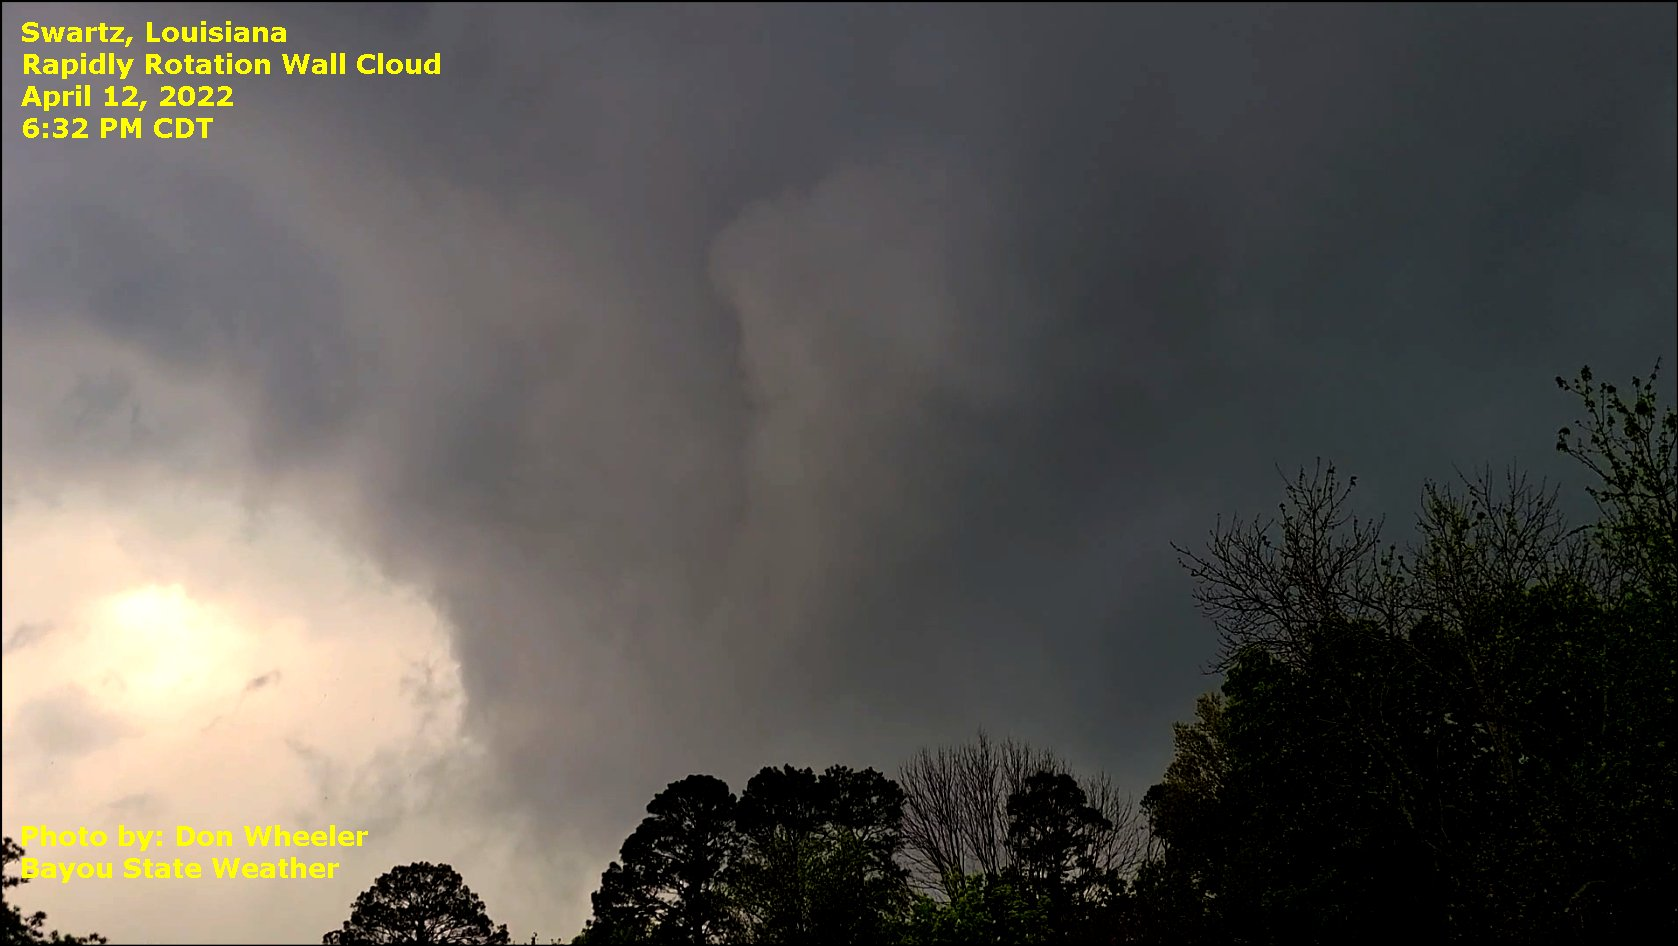 Swartz, Louisiana
Rapidly Rotation Wall Cloud
April 12, 2022
6:32 PM CDT
Photo by: Don Wheeler
Bayou State Weather